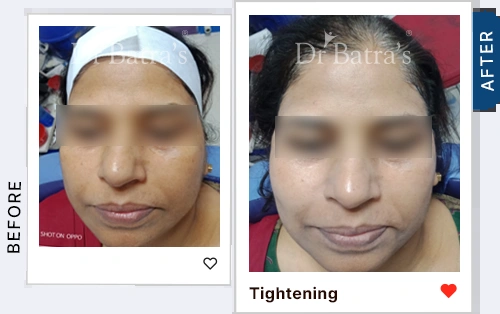 BEFORE
Dr Batra's®
SHOT ON OPPO
AFTER
Dr Batra's®
Tightening